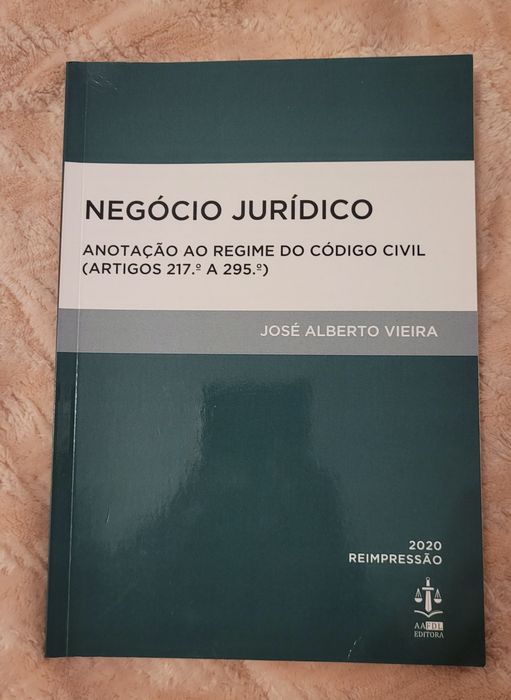 NEGÓCIO JURÍDICO
ANOTAÇÃO AO REGIME DO CÓDIGO CIVIL
(ARTIGOS 217.º A 295.º)
JOSÉ ALBERTO VIEIRA
2020
REIMPRESSÃO
AAFDL
EDITORA